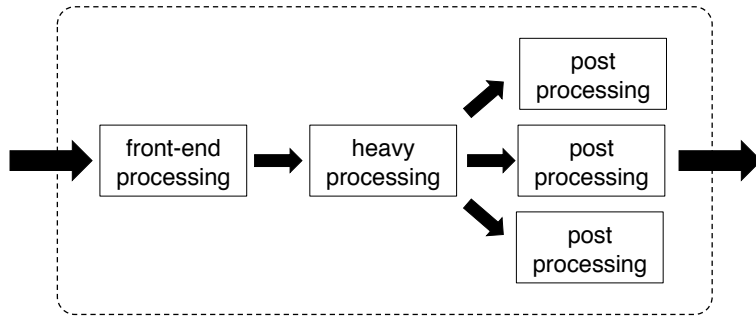 front-end
processing
heavy
processing
post
processing
post
processing
post
processing